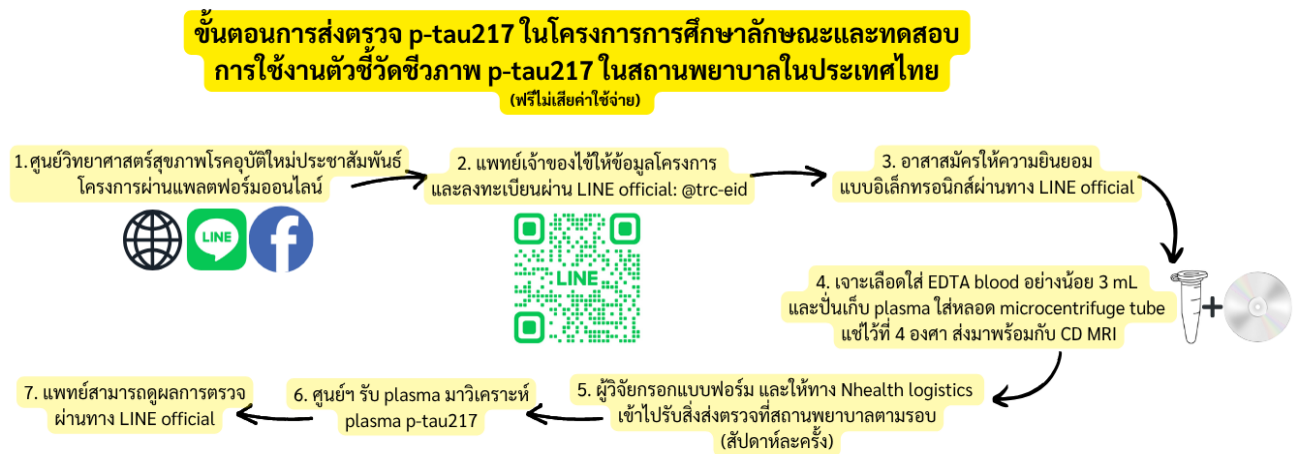 ขั้นตอนการส่งตรวจ p-tau217 ในโครงการการศึกษาลักษณะและทดสอบ
การใช้งานตัวชี้วัดชีวภาพ p-tau217 ในสถานพยาบาลในประเทศไทย
(ฟรีไม่เสียค่าใช้จ่าย)
1. ศูนย์วิทยาศาสตร์สุขภาพโรคอุบัติใหม่ประชาสัมพันธ์
โครงการผ่านแพลตฟอร์มออนไลน์
LINE
2. แพทย์เจ้าของไข้ให้ข้อมูลโครงการ
และลงทะเบียนผ่าน LINE official: @trc-eid
LINE
3. อาสาสมัครให้ความยินยอม
แบบอิเล็กทรอนิกส์ผ่านทาง LINE official
4. เจาะเลือดใส่ EDTA blood อย่างน้อย 3 mL
และปั่นเก็บ plasma ใส่หลอด microcentrifuge tube
แช่ไว้ที่ 4 องศา ส่งมาพร้อมกับ CD MRI
+
5. ผู้วิจัยกรอกแบบฟอร์ม และให้ทาง Nhealth logistics
เข้าไปรับสิ่งส่งตรวจที่สถานพยาบาลตามรอบ
(สัปดาห์ละครั้ง)
6. ศูนย์ฯ รับ plasma มาวิเคราะห์
plasma p-tau217
7. แพทย์สามารถดูผลการตรวจ
ผ่านทาง LINE official